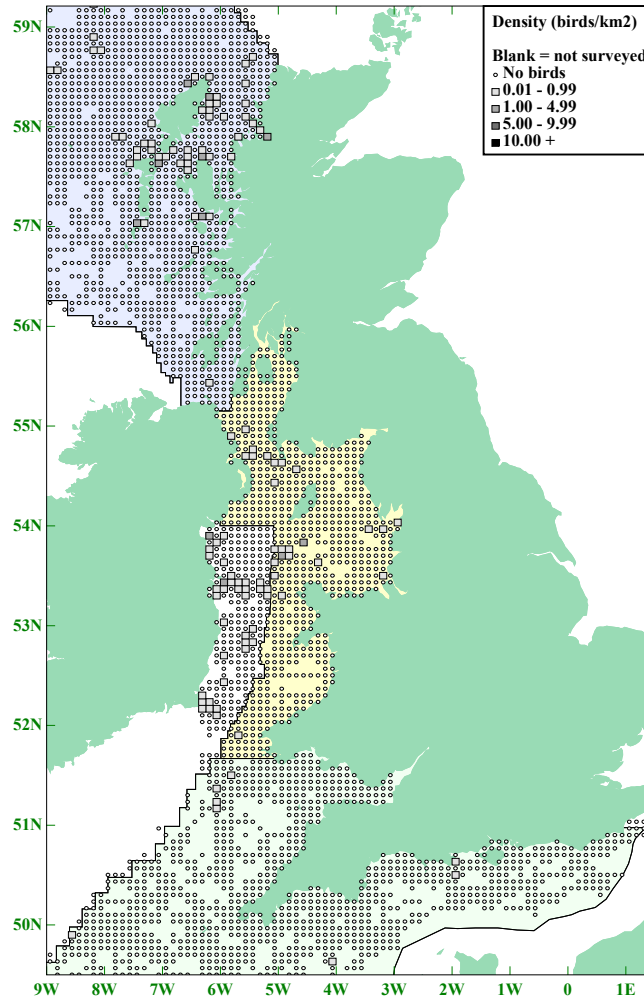 Density (birds/km2)
Blank = not surveyed
No birds
0.01 - 0.99
1.00 - 4.99
5.00 - 9.99
10.00 +
59N
58N
57N
56N
55N
54N
53N
52N
51N
50N
9W 8W 7W 6W 5W 4W 3W 2W 1W 0 1E